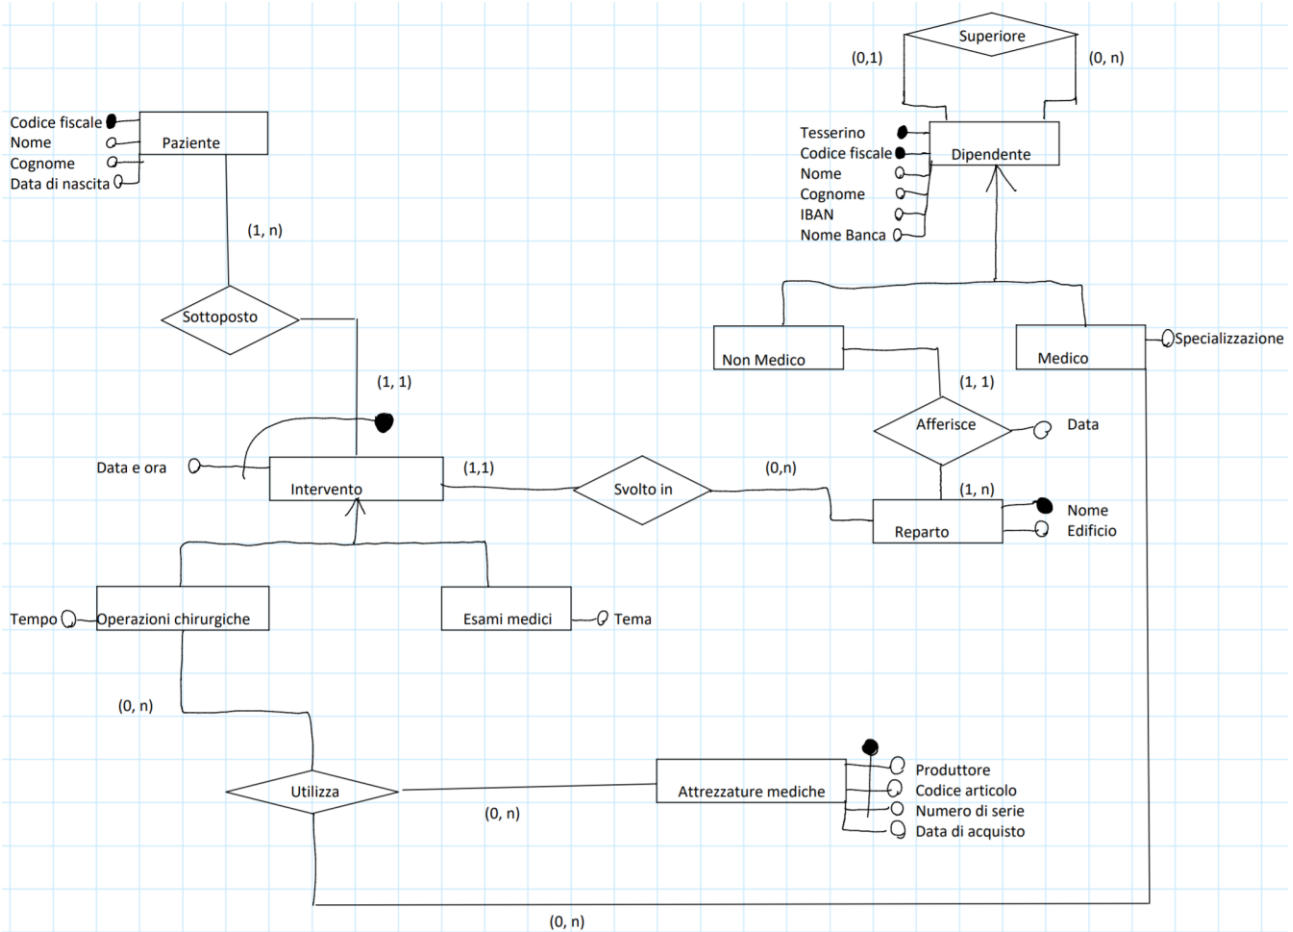 Superiore
(0,1)
(0, n)
Codice fiscale
Nome
Cognome
Data di nascita
Paziente
Tesserino
Codice fiscale
Nome
Cognome
IBAN
Nome Banca
Dipendente
(1, n)
Sottoposto
Non Medico
Medico
Specializzazione
(1, 1)
(1, 1)
Afferisce
Data
Data e ora
Intervento
(1,1)
Svolto in
(0,n)
(1, n)
Reparto
Nome
Edificio
Tempo
Operazioni chirurgiche
Esami medici
Tema
(0, n)
Utilizza
(0, n)
Attrezzature mediche
Produttore
Codice articolo
Numero di serie
Data di acquisto
(0, n)